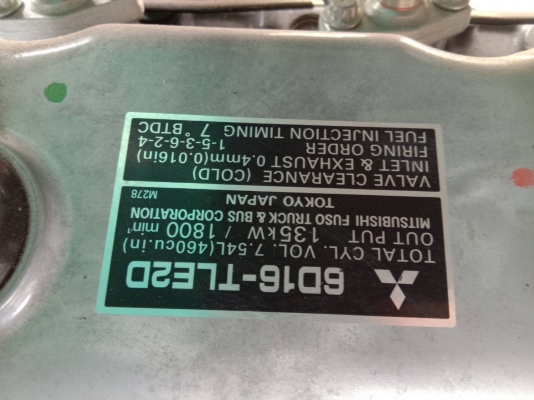 6D16-TLE2D
TOTAL CYL. VOL. 7.54L(460cu.in)
OUT PUT 135kW / 1800 min⁻¹
MITSUBISHI FUSO TRUCK & BUS CORPORATION
TOKYO JAPAN M278
VALVE CLEARANCE (COLD)
INLET & EXHAUST 0.4mm(0.016in)
FIRING ORDER 1-5-3-6-2-4
FUEL INJECTION TIMING 7° BTDC